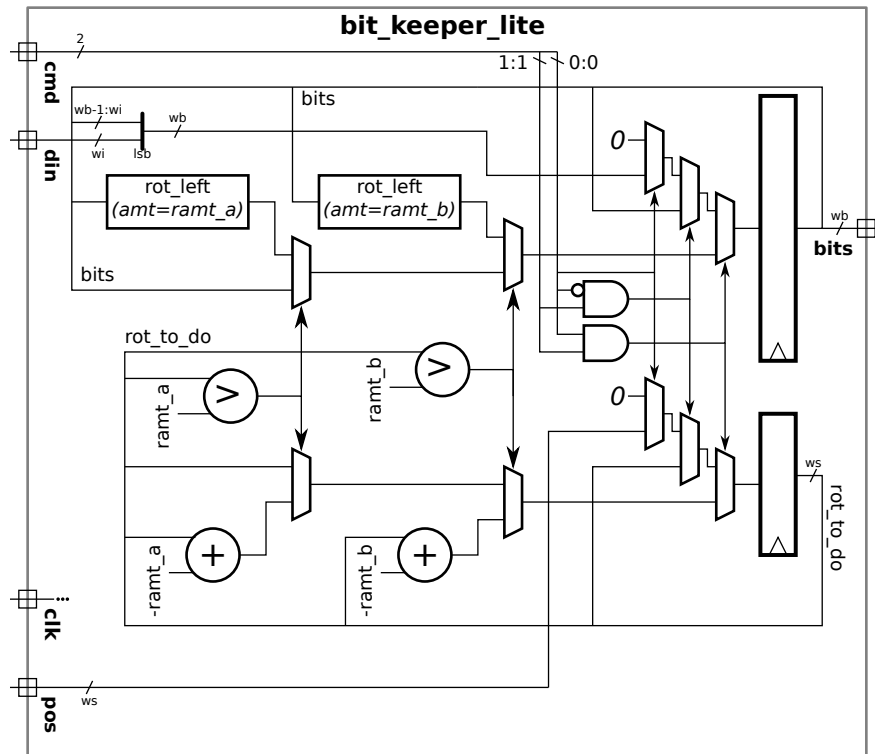 bit_keeper_lite
2
1:1
0:0
cmd
bits
wb-1:wi
wb
wi
lsb
din
0
rot_left
(amt=ramt_a)
rot_left
(amt=ramt_b)
wb
bits
bits
rot_to_do
>
ramt_a
>
ramt_b
0
ws
rot_to_do
+
-ramt_a
+
-ramt_b
clk
pos
ws